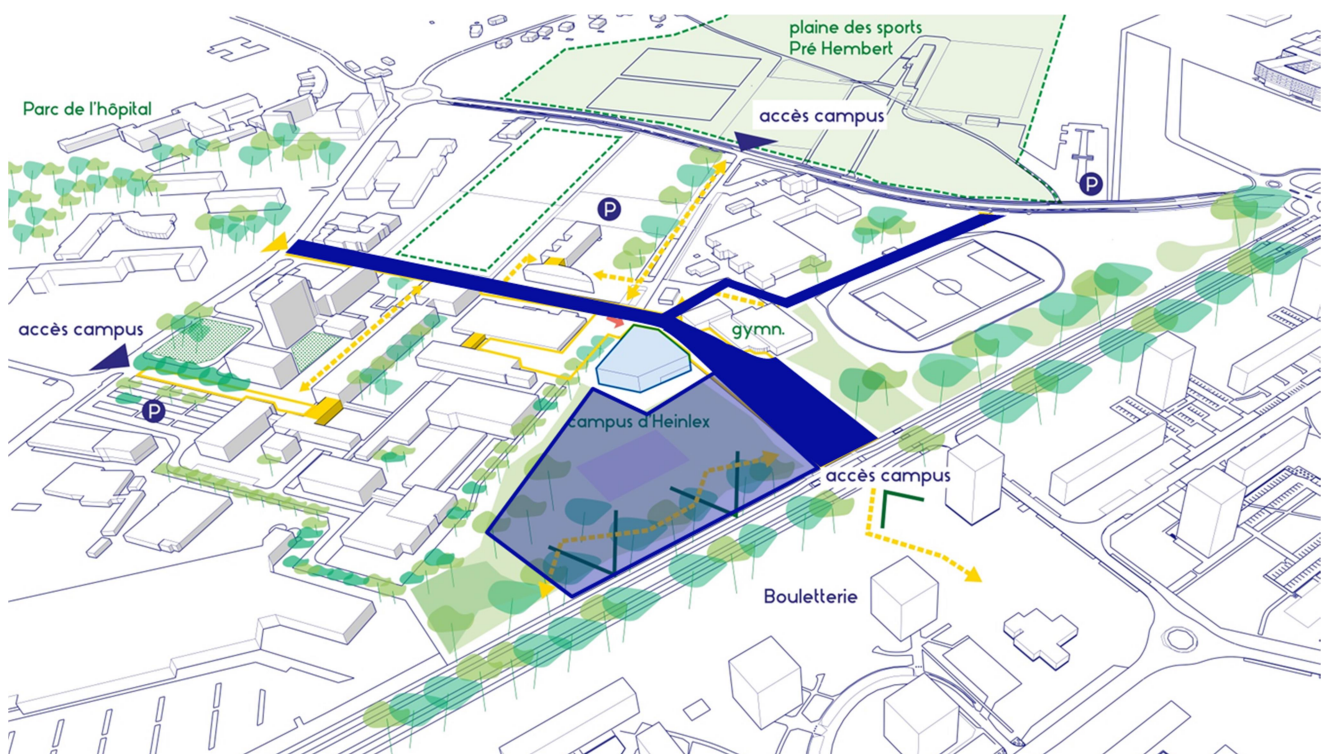 plaine des sports
Pré Hembert
Parc de l'hôpital
accès campus
P
P
gymn.
accès campus
P
campus d'Heinlex
accès campus
Bouletterie